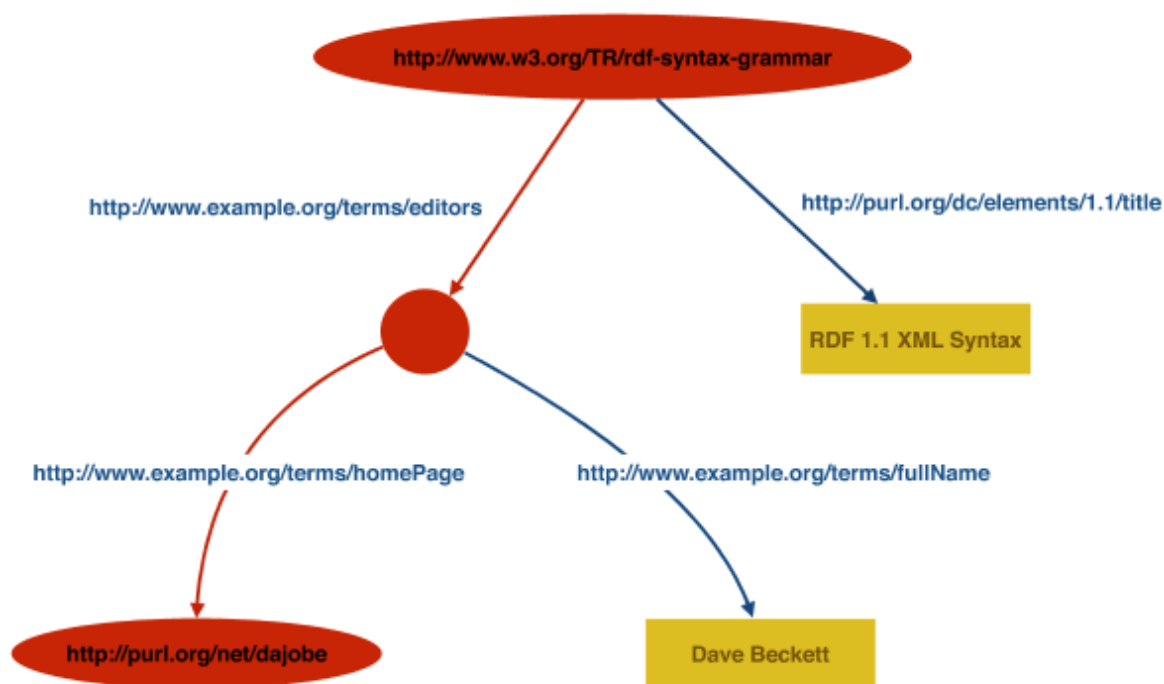 http://www.w3.org/TR/rdf-syntax-grammar
http://www.example.org/terms/editors
http://purl.org/dc/elements/1.1/title
RDF 1.1 XML Syntax
http://www.example.org/terms/homePage
http://www.example.org/terms/fullName
http://purl.org/net/dajobe
Dave Beckett